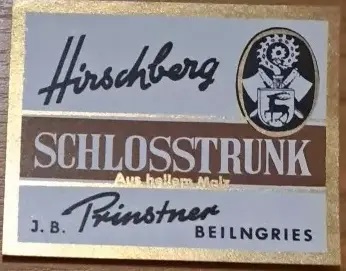 Hirschberg
SCHLOSSTRUNK
Aus hellem Malz
J. B. Prinstner
BEILNGRIES